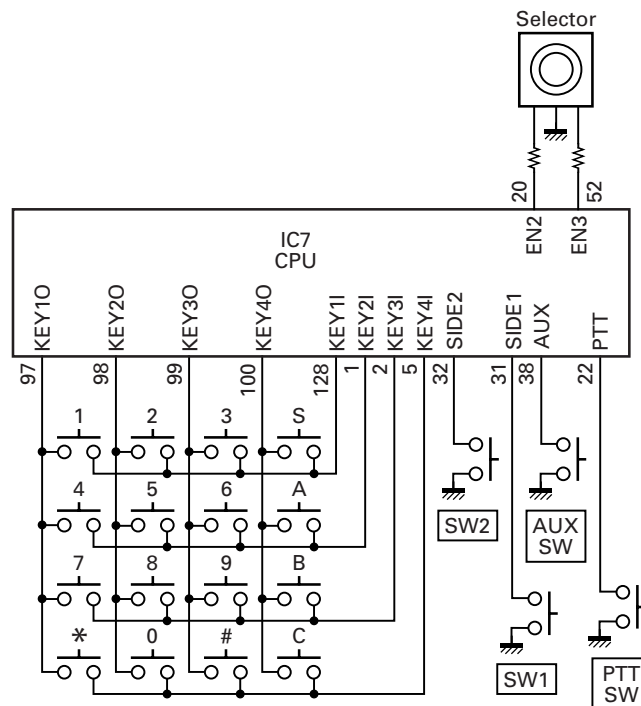 Selector
20
52
EN2
EN3
IC7
CPU
KEY1O
KEY2O
KEY3O
KEY4O
KEY1I
KEY2I
KEY3I
KEY4I
SIDE2
SIDE1
AUX
PTT
97
98
99
100
128
1
2
5
32
31
38
22
1 2 3 S
4 5 6 A
7 8 9 B
* 0 # C
SW2
AUX
SW
SW1
PTT
SW